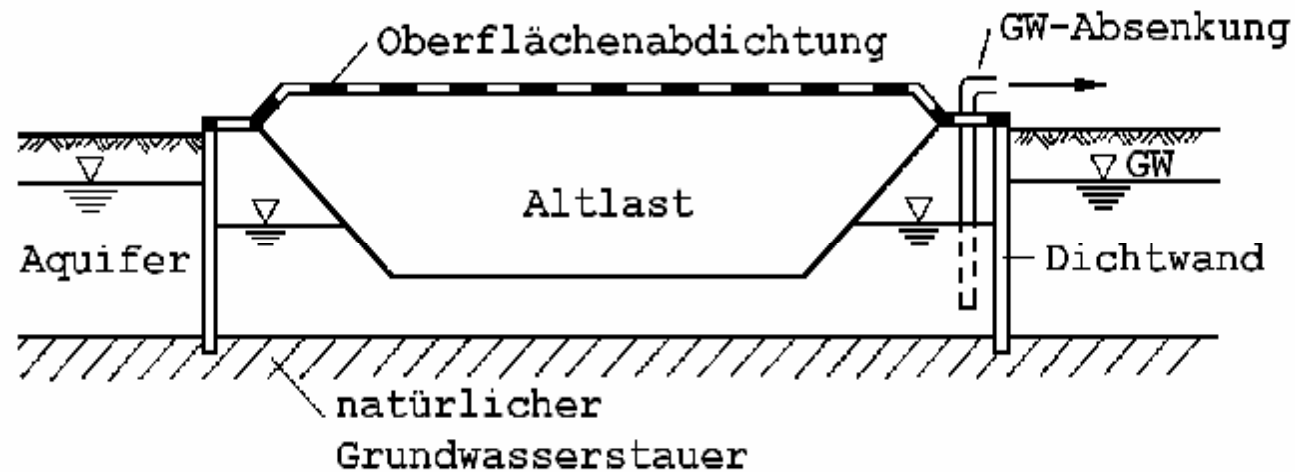 Oberflächenabdichtung
GW-Absenkung
GW
Altlast
Aquifer
Dichtwand
natürlicher
Grundwasserstauer